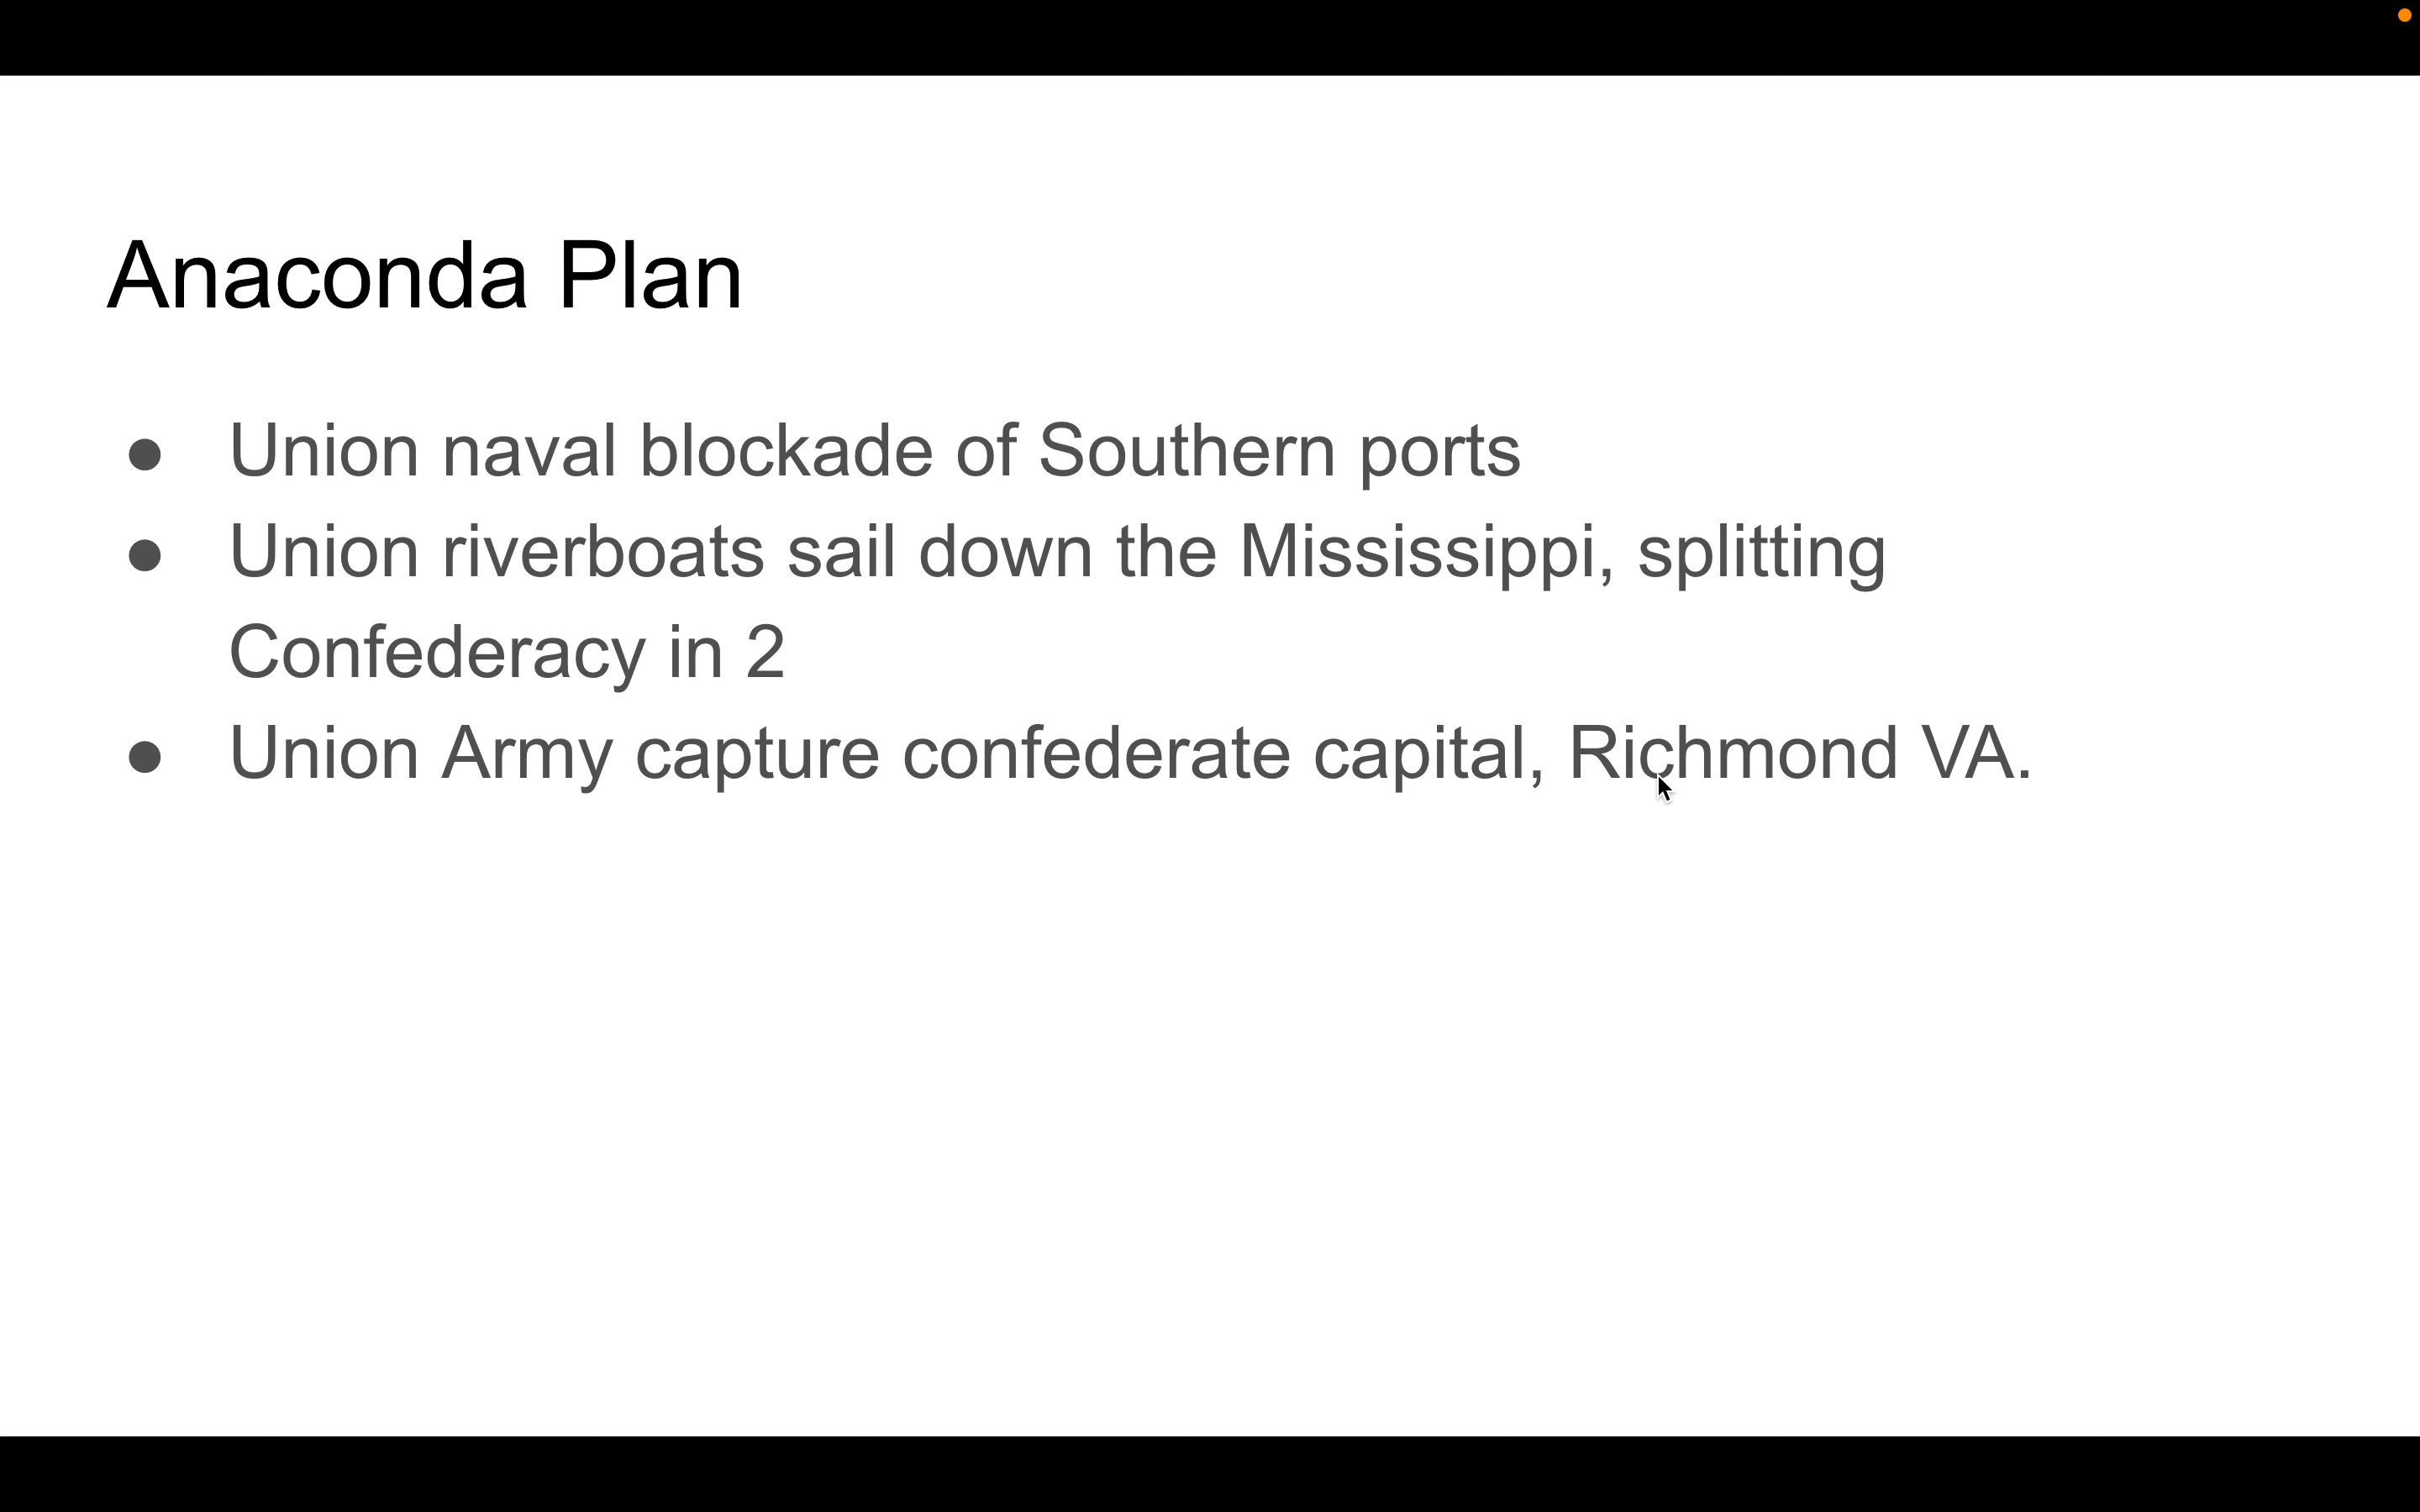 Anaconda Plan
● Union naval blockade of Southern ports
● Union riverboats sail down the Mississippi, splitting
Confederacy in 2
● Union Army capture confederate capital, Richmond VA.